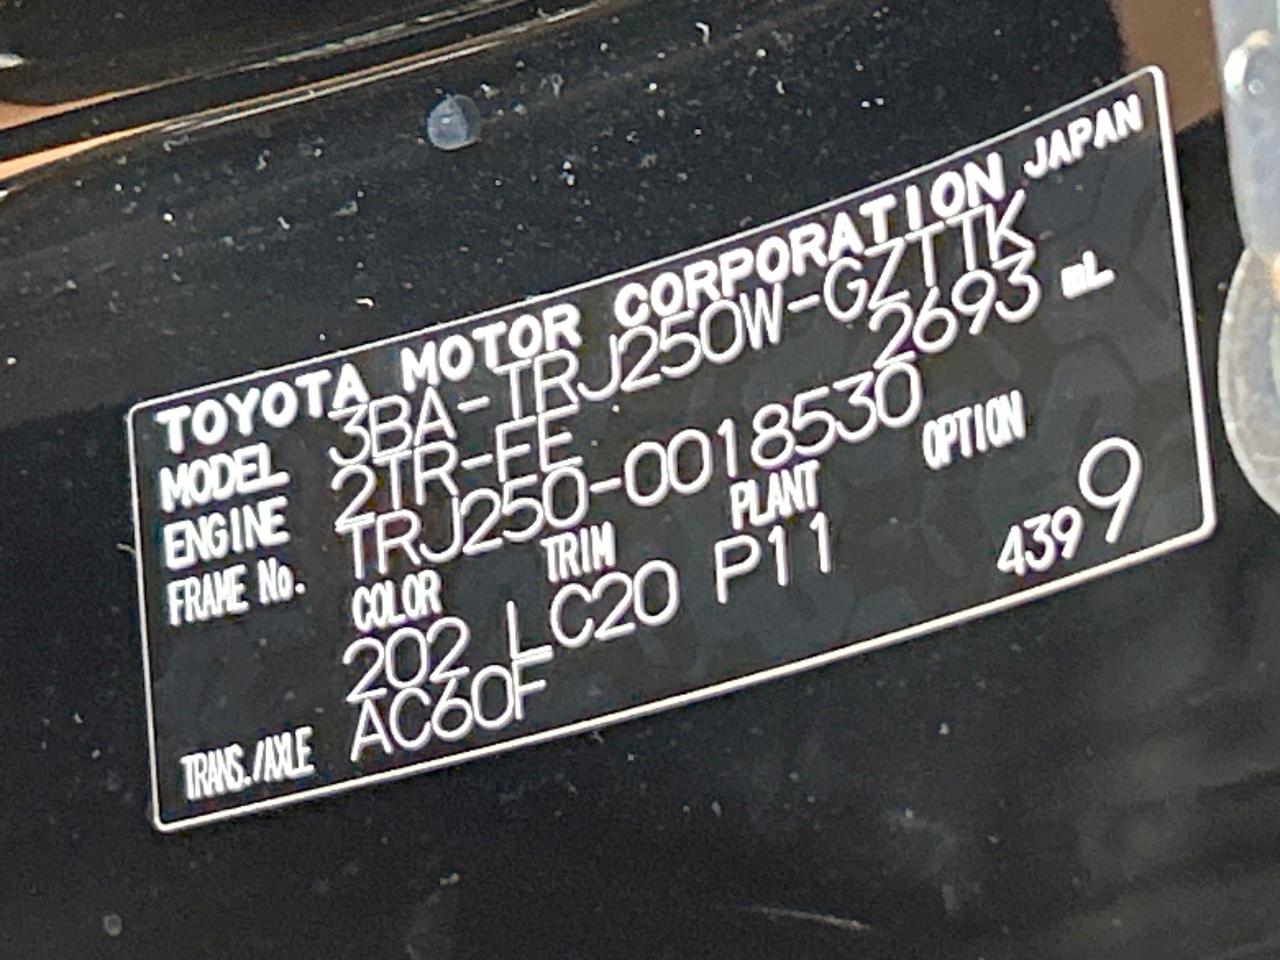 TOYOTA MOTOR CORPORATION JAPAN
MODEL 3BA-TRJ250W-GZTTK
ENGINE 2TR-FE 2693 mL
FRAME No. TRJ250-0018530
COLOR TRIM PLANT OPTION
202 LC20 P11 439 9
TRANS./AXLE AC60F